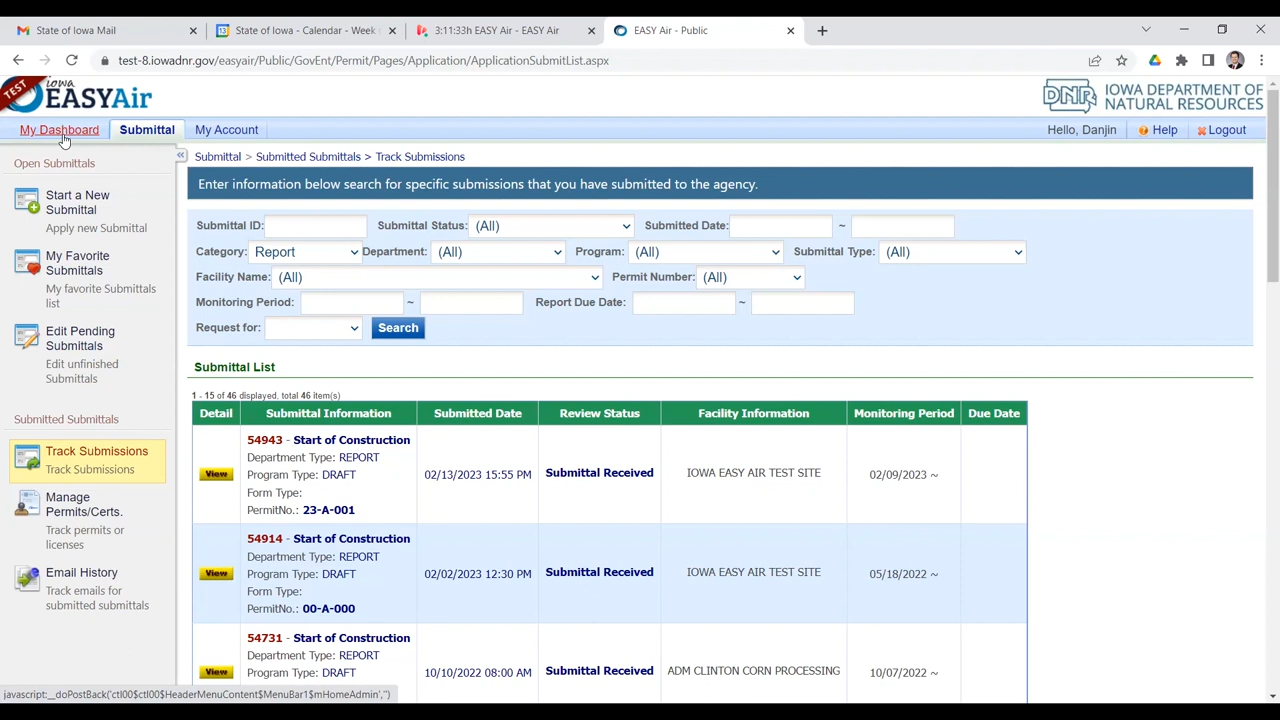 State of Iowa Mail
State of Iowa - Calendar - Week
3:11:33h EASY Air - EASY Air
EASY Air - Public
test-8.iowadnr.gov/easyair/Public/GovEnt/Permit/Pages/Application/ApplicationSubmitList.aspx
TEST
iowa
EASYAir
DNR
IOWA DEPARTMENT OF
NATURAL RESOURCES
My Dashboard
Submittal
My Account
Hello, Danjin
Help
Logout
Open Submittals
Start a New
Submittal
Apply new Submittal
My Favorite
Submittals
My favorite Submittals
list
Edit Pending
Submittals
Edit unfinished
Submittals
Submitted Submittals
Track Submissions
Track Submissions
Manage
Permits/Certs.
Track permits or
licenses
Email History
Track emails for
submitted submittals
Submittal > Submitted Submittals > Track Submissions
Enter information below search for specific submissions that you have submitted to the agency.
Submittal ID: Submittal Status: (All) Submitted Date: ~
Category: Report Department: (All) Program: (All) Submittal Type: (All)
Facility Name: (All) Permit Number: (All)
Monitoring Period: ~ Report Due Date: ~
Request for: Search
Submittal List
1 - 15 of 46 displayed, total 46 item(s)
Detail Submittal Information Submitted Date Review Status Facility Information Monitoring Period Due Date
View
54943 - Start of Construction
Department Type: REPORT
Program Type: DRAFT
Form Type:
PermitNo.: 23-A-001
02/13/2023 15:55 PM
Submittal Received
IOWA EASY AIR TEST SITE
02/09/2023 ~
View
54914 - Start of Construction
Department Type: REPORT
Program Type: DRAFT
Form Type:
PermitNo.: 00-A-000
02/02/2023 12:30 PM
Submittal Received
IOWA EASY AIR TEST SITE
05/18/2022 ~
View
54731 - Start of Construction
Department Type: REPORT
Program Type: DRAFT
10/10/2022 08:00 AM
Submittal Received
ADM CLINTON CORN PROCESSING
10/07/2022 ~
javascript:__doPostBack('ctl00$ctl00$HeaderMenuContent$MenuBar1$mHomeAdmin','')